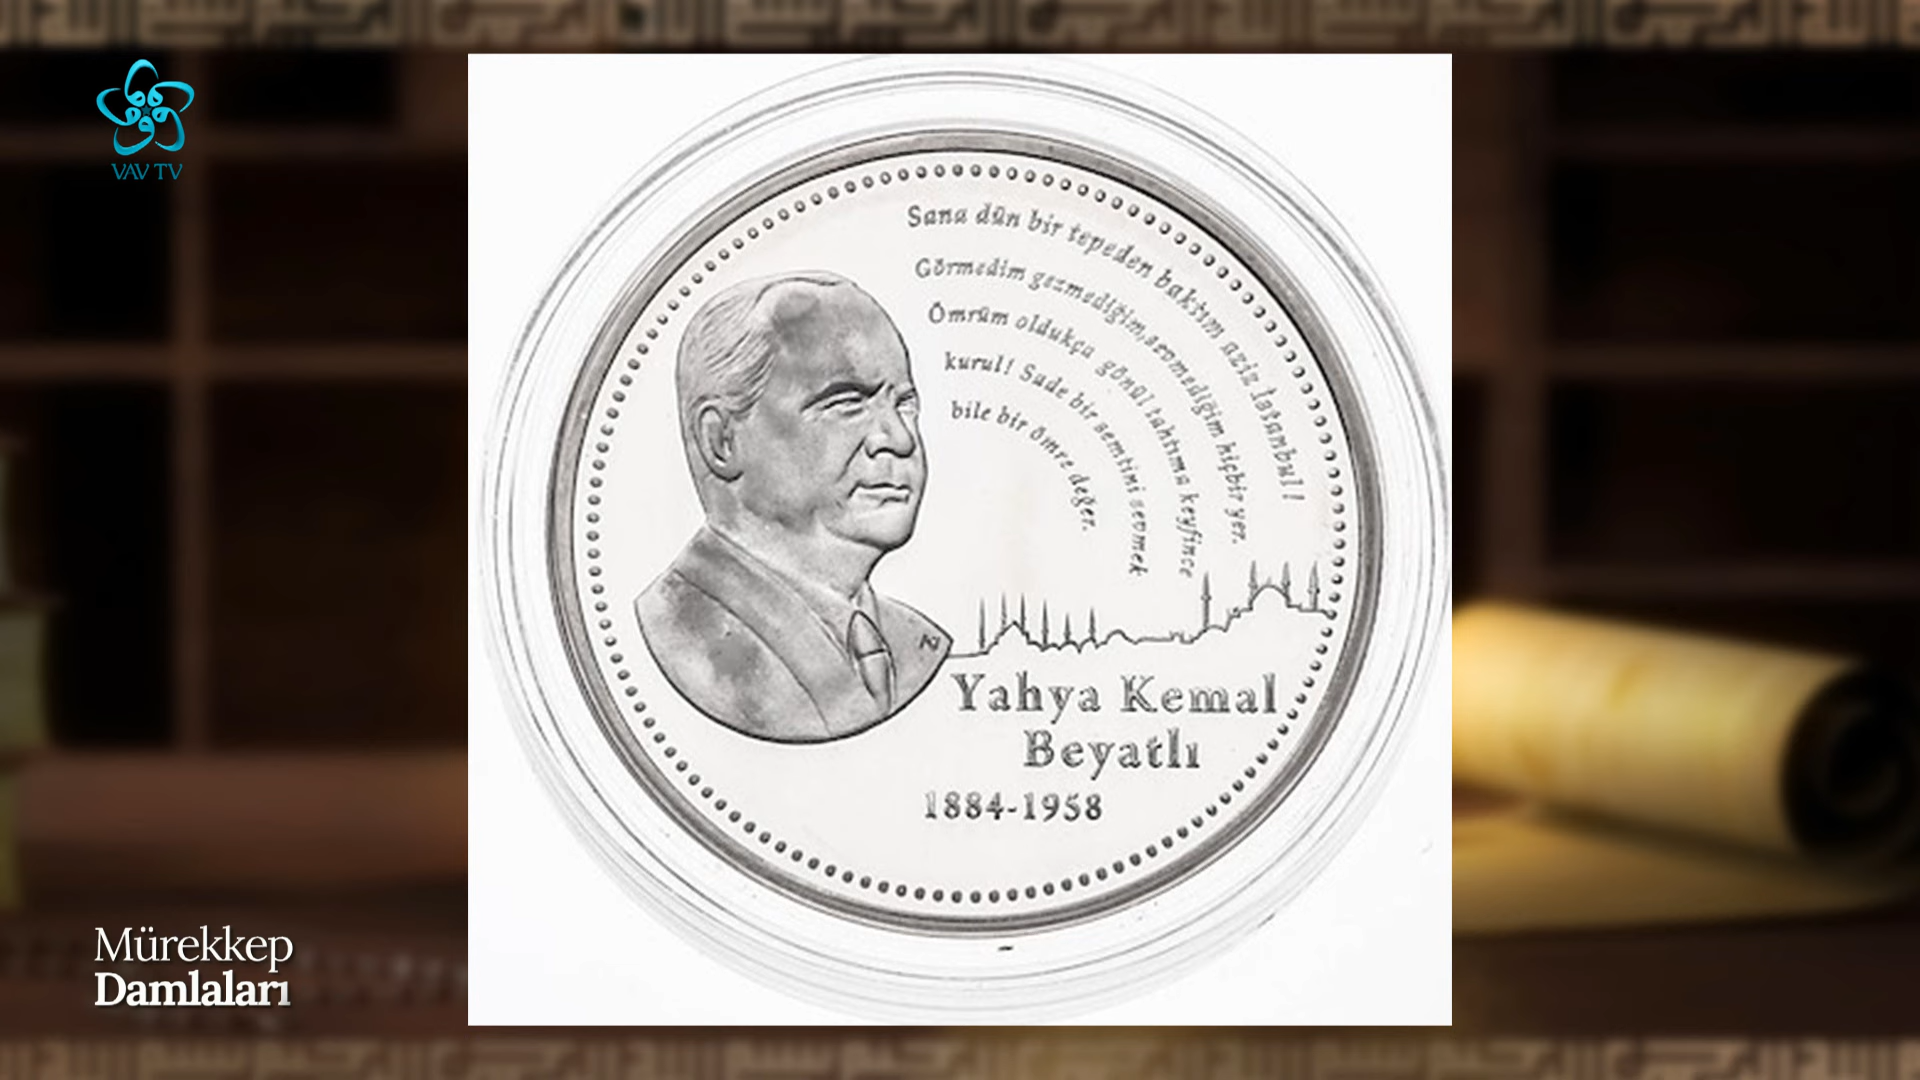 VAV TV
Sana dün bir tepeden baktım aziz İstanbul!
Görmedim gezmediğim, sevmediğim hiçbir yer.
Ömrüm oldukça gönül tahtıma keyfince
kurul! Sade bir semtini sevmek
bile bir ömre değer.
Yahya Kemal
Beyatlı
1884-1958
Mürekkep
Damlaları